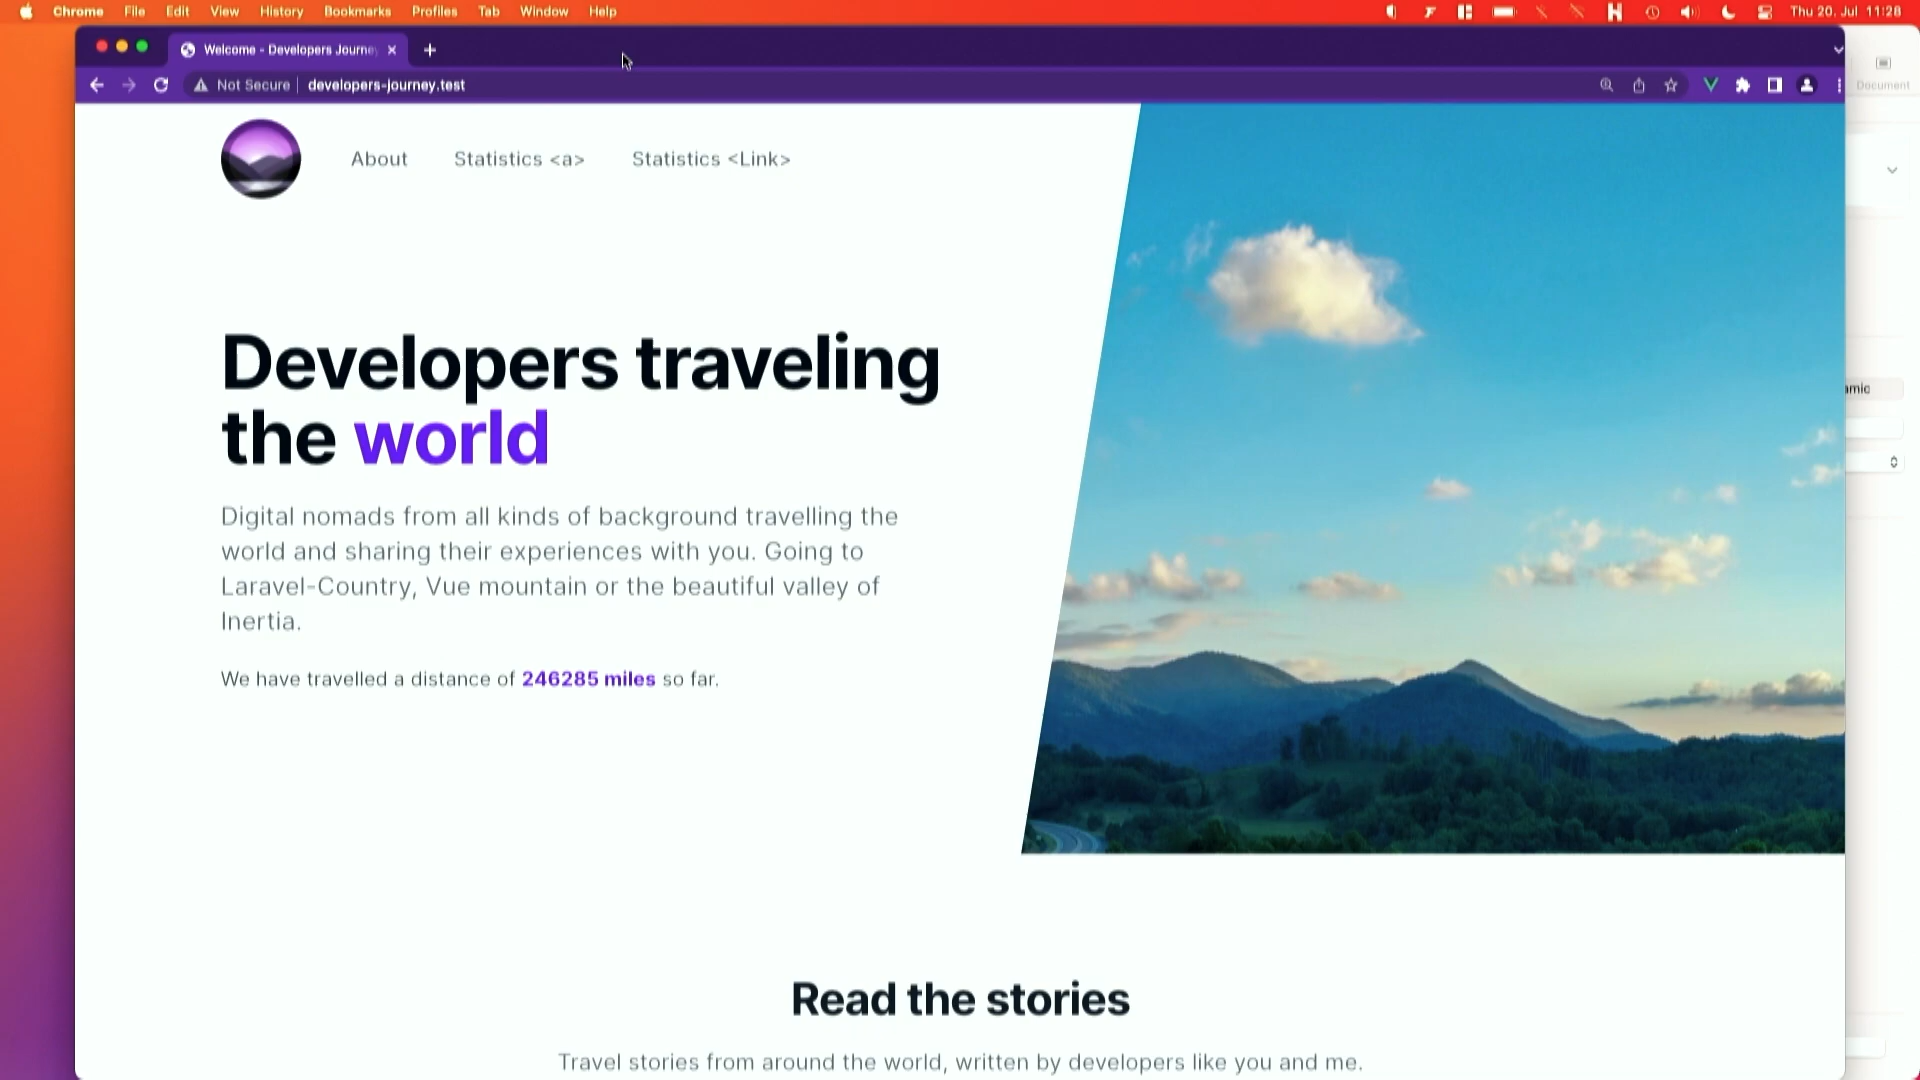 Chrome File Edit View History Bookmarks Profiles Tab Window Help Thu 20. Jul 11:28
Welcome - Developers Journe
Not Secure developers-journey.test
Document
About Statistics <a> Statistics <Link>
Developers traveling
the world
amic
Digital nomads from all kinds of background travelling the
world and sharing their experiences with you. Going to
Laravel-Country, Vue mountain or the beautiful valley of
Inertia.
We have travelled a distance of 246285 miles so far.
Read the stories
Travel stories from around the world, written by developers like you and me.